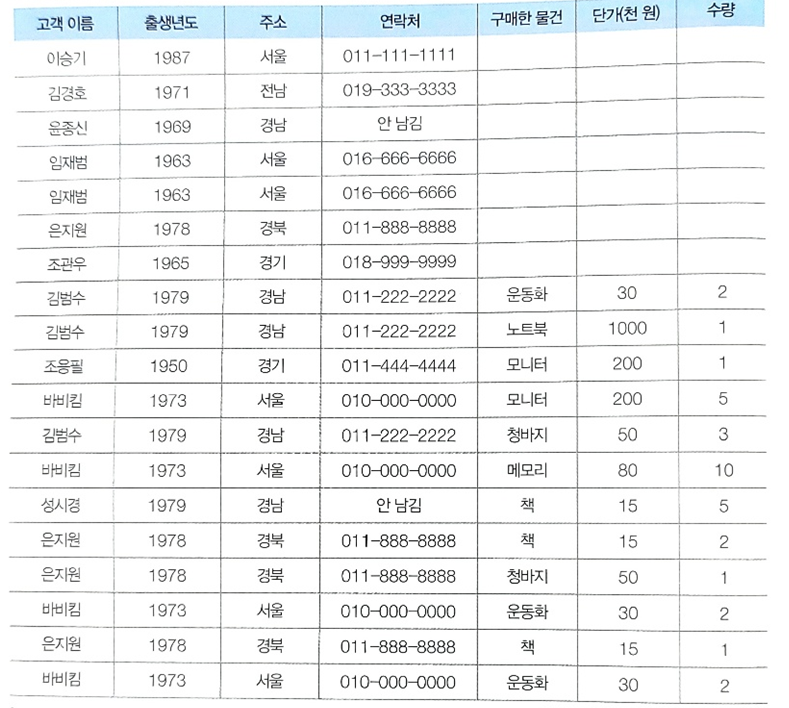 고객 이름 출생년도 주소 연락처 구매한 물건 단가(천 원) 수량
이승기 1987 서울 011-111-1111
김경호 1971 전남 019-333-3333
윤종신 1969 경남 안 남김
임재범 1963 서울 016-666-6666
임재범 1963 서울 016-666-6666
은지원 1978 경북 011-888-8888
조관우 1965 경기 018-999-9999
김범수 1979 경남 011-222-2222 운동화 30 2
김범수 1979 경남 011-222-2222 노트북 1000 1
조용필 1950 경기 011-444-4444 모니터 200 1
바비킴 1973 서울 010-000-0000 모니터 200 5
김범수 1979 경남 011-222-2222 청바지 50 3
바비킴 1973 서울 010-000-0000 메모리 80 10
성시경 1979 경남 안 남김 책 15 5
은지원 1978 경북 011-888-8888 책 15 2
은지원 1978 경북 011-888-8888 청바지 50 1
바비킴 1973 서울 010-000-0000 운동화 30 2
은지원 1978 경북 011-888-8888 책 15 1
바비킴 1973 서울 010-000-0000 운동화 30 2